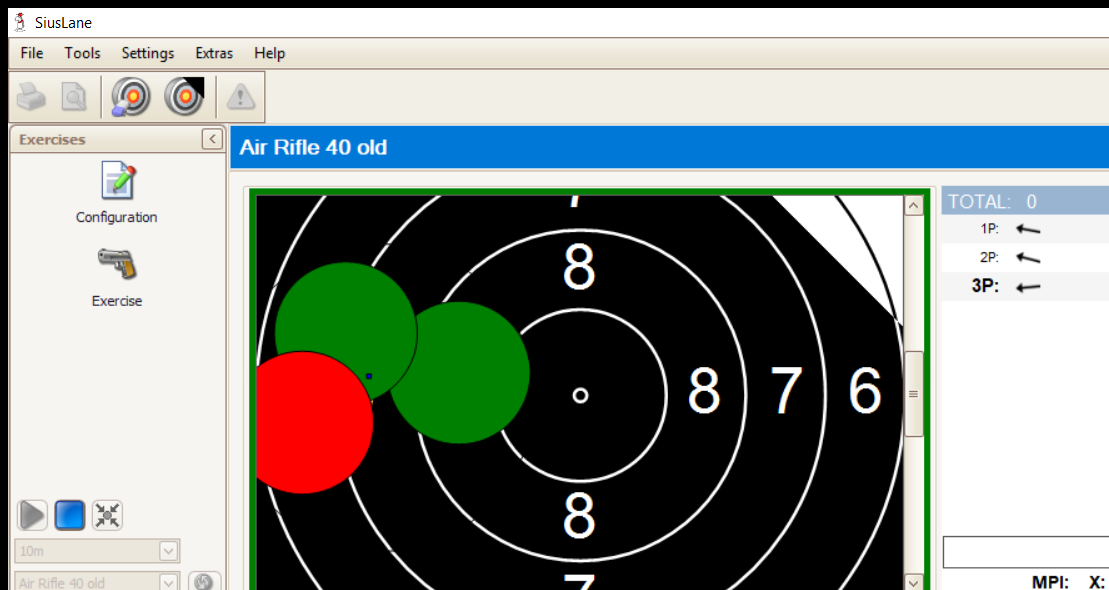 SiusLane
File Tools Settings Extras Help
Exercises
Air Rifle 40 old
Configuration
Exercise
7
8
8 7 6
8
7
TOTAL: 0
1P:
2P:
3P:
10m
Air Rifle 40 old
MPI: X: